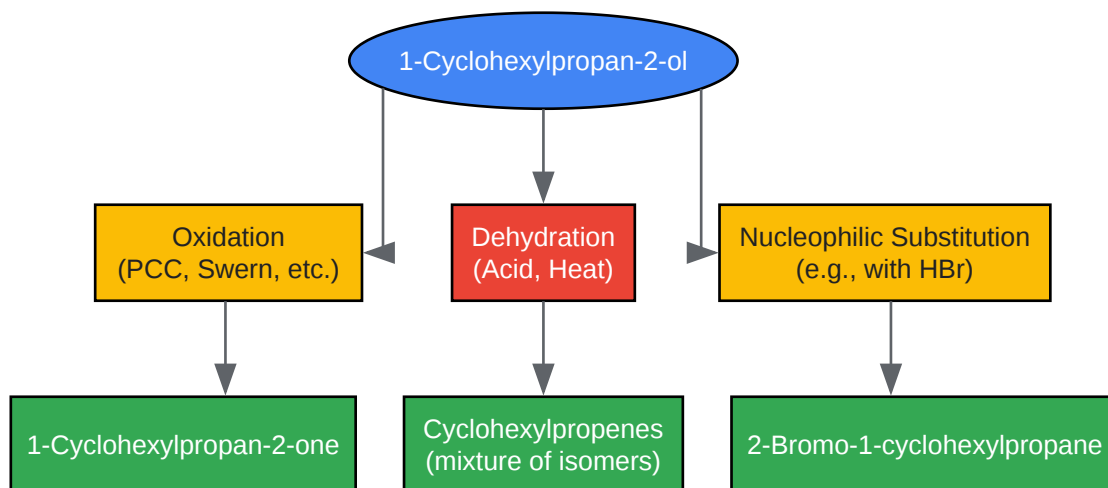 1-Cyclohexylpropan-2-ol
Oxidation
(PCC, Swern, etc.)
Dehydration
(Acid, Heat)
Nucleophilic Substitution
(e.g., with HBr)
1-Cyclohexylpropan-2-one
Cyclohexylpropenes
(mixture of isomers)
2-Bromo-1-cyclohexylpropane